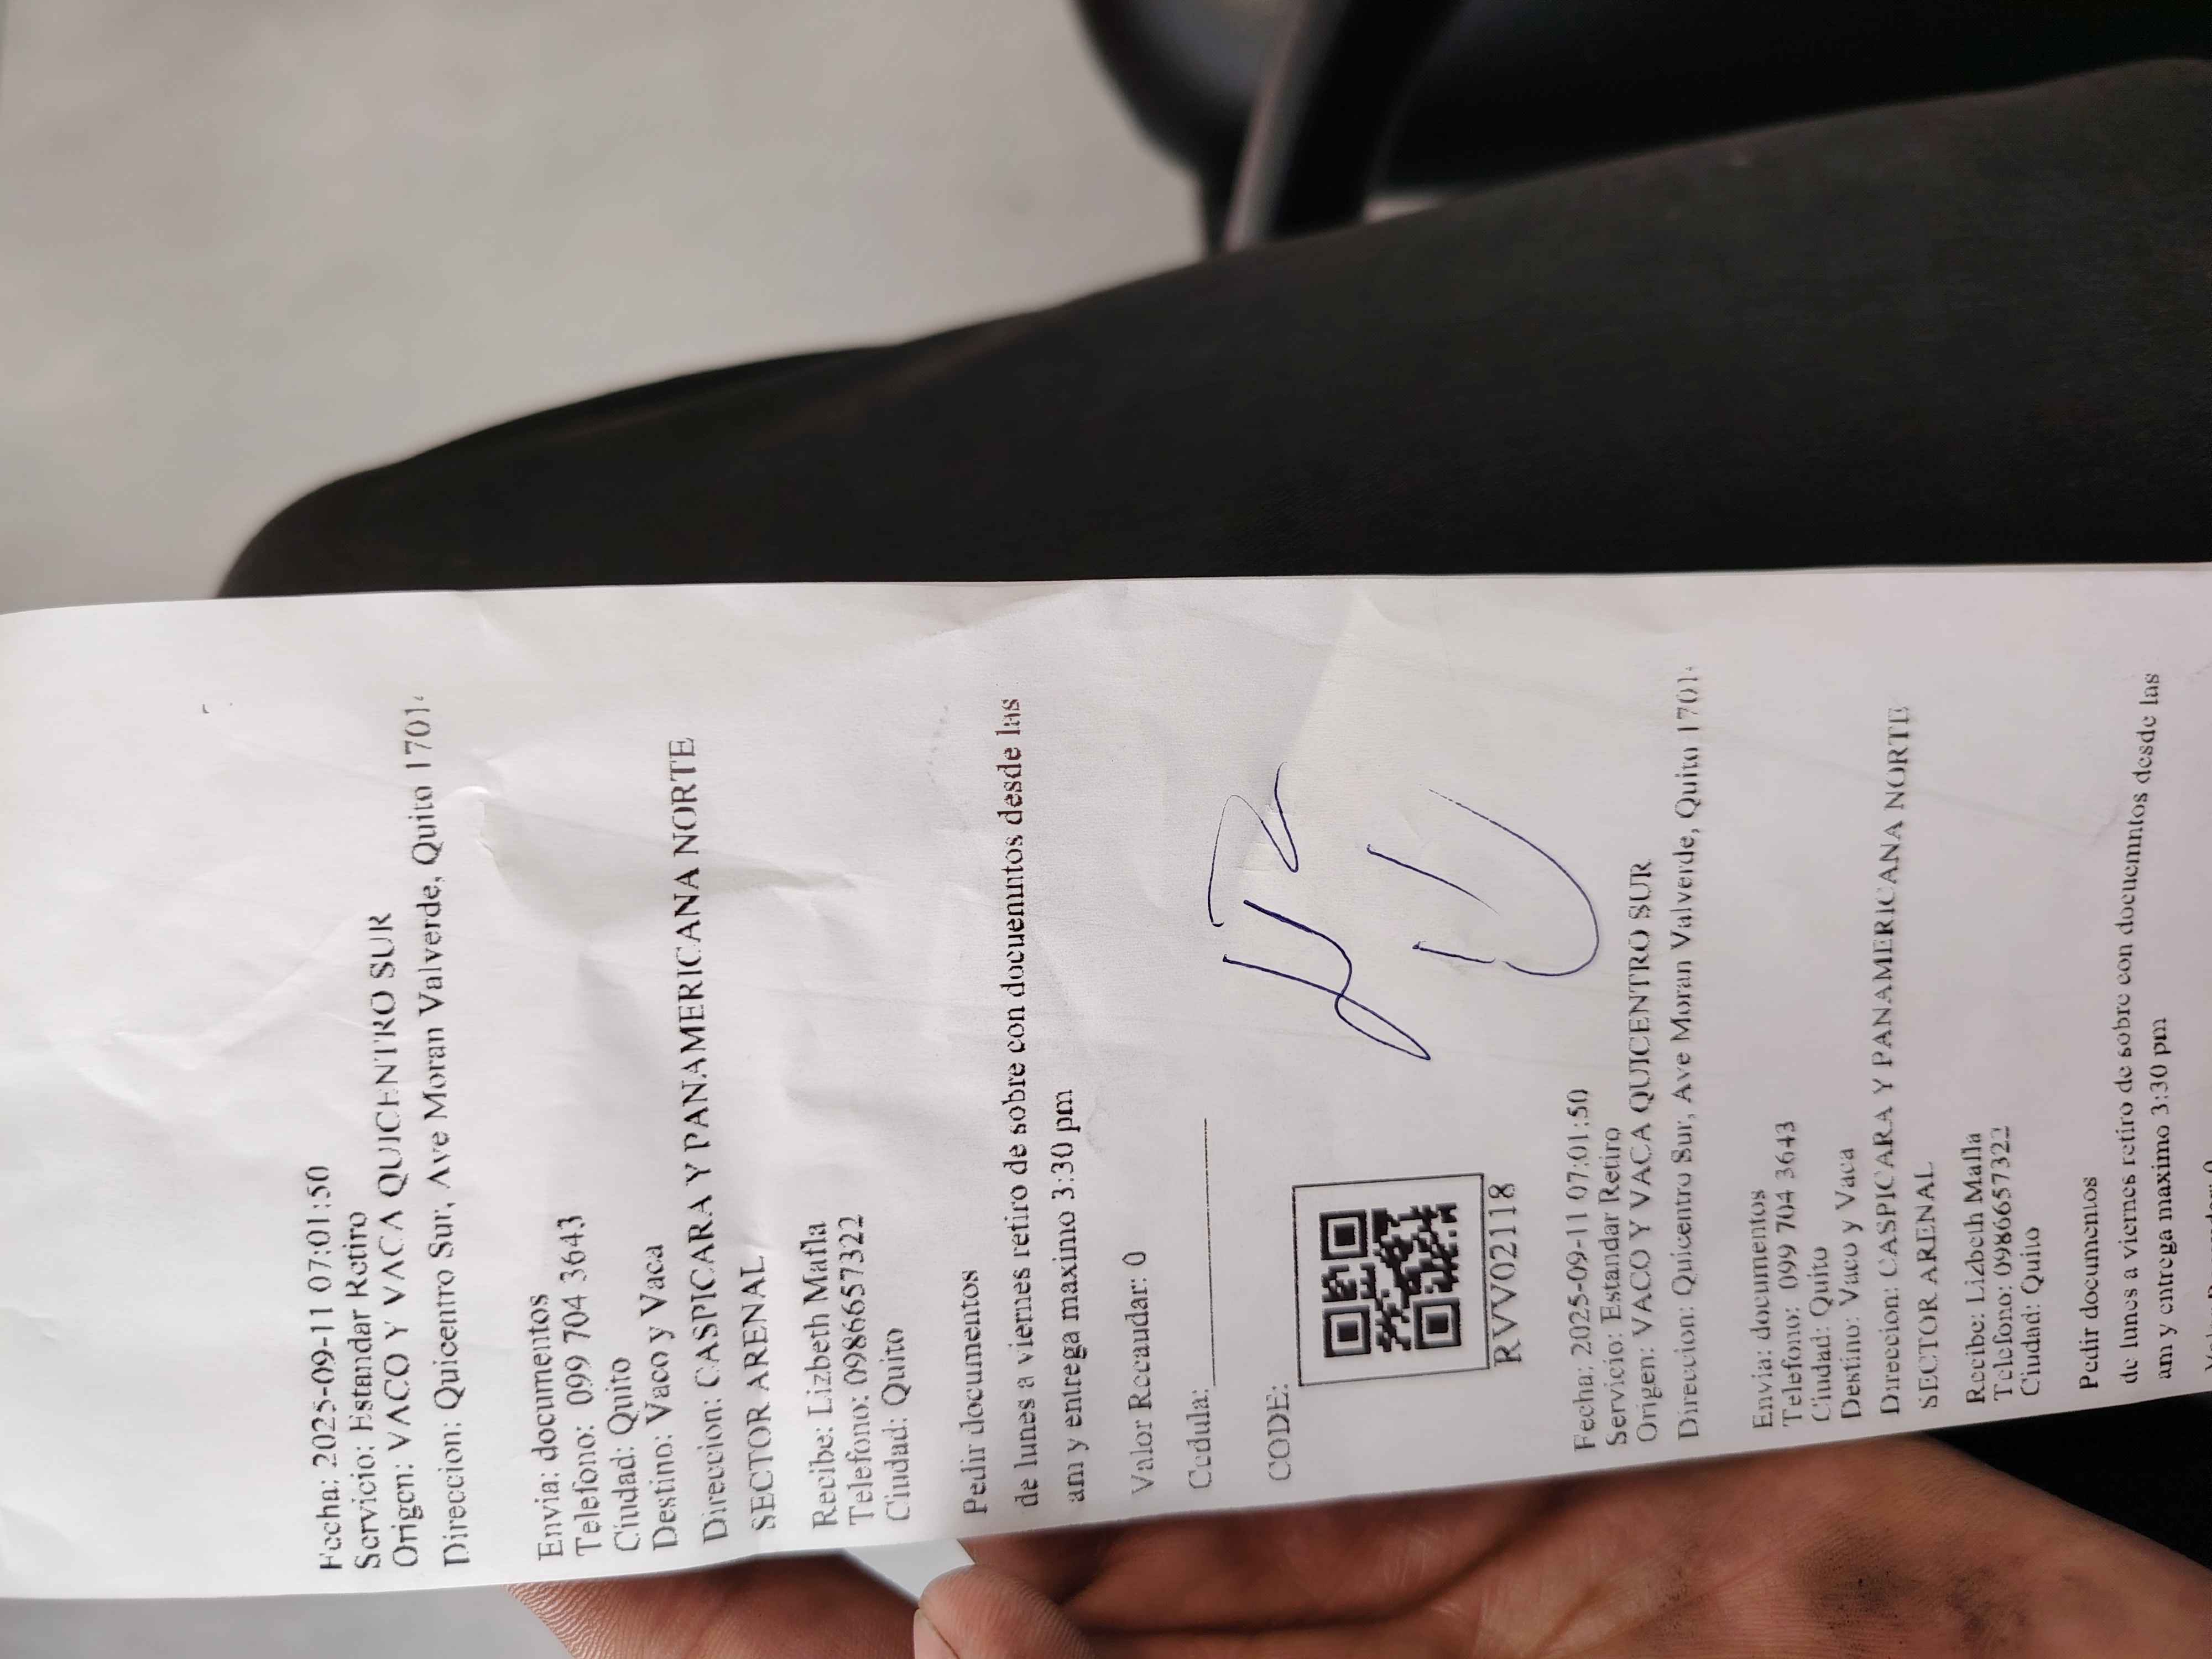 Fecha: 2025-09-11 07:01:50
Servicio: Estandar Retiro
Origen: VACO Y VACA QUICENTRO SUR
Direccion: Quicentro Sur, Ave Moran Valverde, Quito 1701
Envia: documentos
Telefono: 099 704 3643
Ciudad: Quito
Destino: Vaco y Vaca
Direccion: CASPICARA Y PANAMERICANA NORTE
SECTOR ARENAL
Recibe: Lizbeth Mafla
Telefono: 0986657322
Ciudad: Quito
Pedir documentos
de lunes a viernes retiro de sobre con docuemntos desde las
am y entrega maximo 3:30 pm
Valor Recaudar: 0
Cedula:
CODE:
RVV02118
Fecha: 2025-09-11 07:01:50
Servicio: Estandar Retiro
Origen: VACO Y VACA QUICENTRO SUR
Direccion: Quicentro Sur, Ave Moran Valverde, Quito 1701
Envia: documentos
Telefono: 099 704 3643
Ciudad: Quito
Destino: Vaco y Vaca
Direccion: CASPICARA Y PANAMERICANA NORTE
SECTOR ARENAL
Recibe: Lizbeth Mafla
Telefono: 0986657322
Ciudad: Quito
Pedir documentos
de lunes a viernes retiro de sobre con docuemntos desde las
am y entrega maximo 3:30 pm